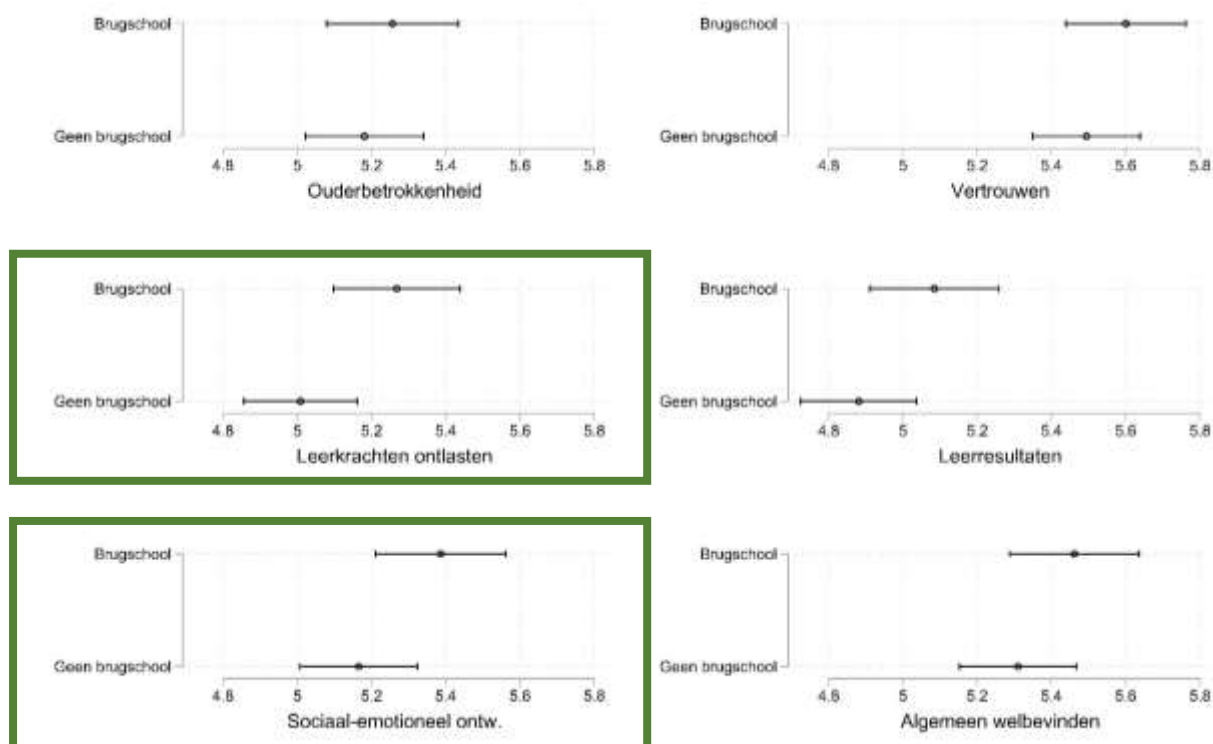 Brugschool
Geen brugschool
4.8 5 5.2 5.4 5.6 5.8
Ouderbetrokkenheid
Brugschool
Geen brugschool
4.8 5 5.2 5.4 5.6 5.8
Vertrouwen
Brugschool
Geen brugschool
4.8 5 5.2 5.4 5.6 5.8
Leerkrachten ontlasten
Brugschool
Geen brugschool
4.8 5 5.2 5.4 5.6 5.8
Leerresultaten
Brugschool
Geen brugschool
4.8 5 5.2 5.4 5.6 5.8
Sociaal-emotioneel ontw.
Brugschool
Geen brugschool
4.8 5 5.2 5.4 5.6 5.8
Algemeen welbevinden